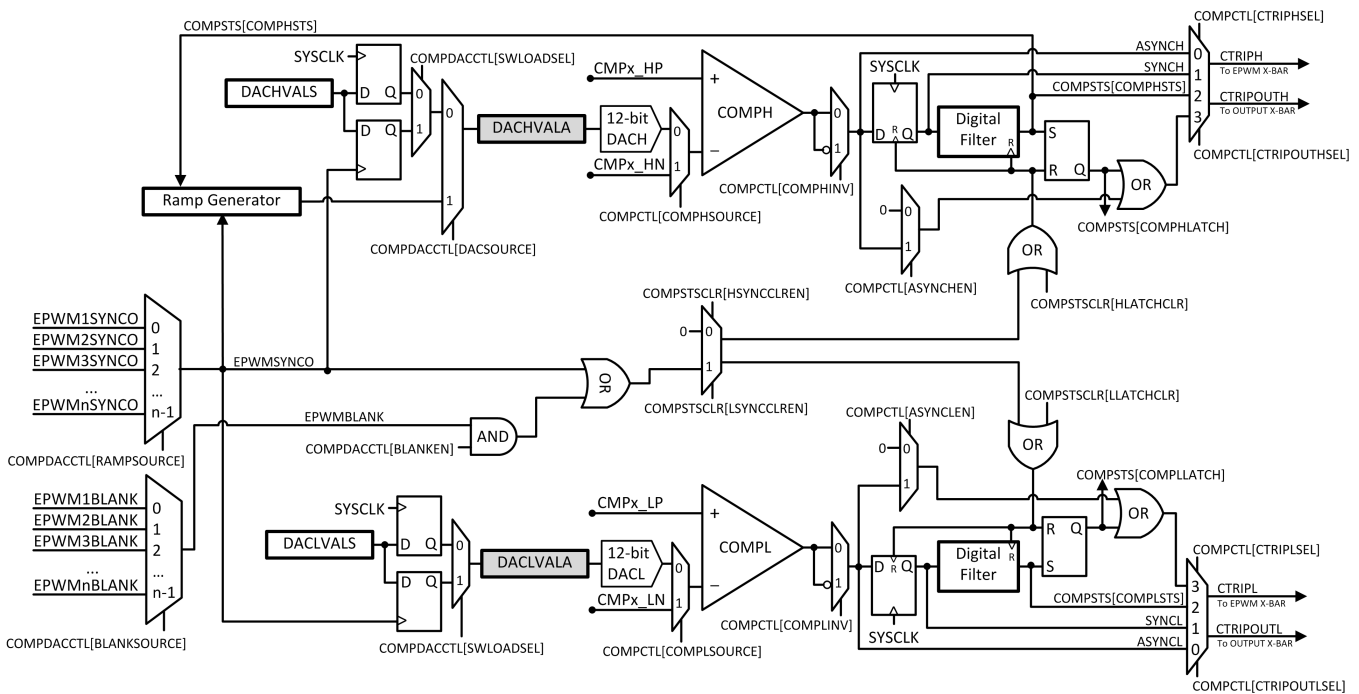 COMPSTS[COMPHSTS]
SYSCLK
COMPDACCTL[SWLOADSEL]
DACHVALS
D Q
0
1
D Q
0
1
DACHVALA
Ramp Generator
COMPDACCTL[DACSOURCE]
CMPx_HP
12-bit
DACH
CMPx_HN
0
1
COMPCTL[COMPHSOURCE]
+
COMPH
−
0
1
COMPCTL[COMPHINV]
SYSCLK
D R Q
Digital
Filter
R
S
R Q
OR
COMPSTS[COMPHLATCH]
0
0
1
COMPCTL[ASYNCHEN]
OR
COMPSTSCLR[HLATCHCLR]
COMPCTL[CTRIPHSEL]
ASYNCH
SYNCH
COMPSTS[COMPHSTS]
0
1
2
3
CTRIPH
To EPWM X-BAR
CTRIPOUTH
To OUTPUT X-BAR
COMPCTL[CTRIPOUTHSEL]
EPWM1SYNCO
EPWM2SYNCO
EPWM3SYNCO
...
EPWMnSYNCO
0
1
2
...
n-1
COMPDACCTL[RAMPSOURCE]
EPWMSYNCO
EPWMBLANK
COMPDACCTL[BLANKEN]
AND
OR
COMPSTSCLR[HSYNCCLREN]
0
0
1
COMPSTSCLR[LSYNCCLREN]
COMPSTSCLR[LLATCHCLR]
OR
COMPCTL[ASYNCLEN]
0
0
1
EPWM1BLANK
EPWM2BLANK
EPWM3BLANK
...
EPWMnBLANK
0
1
2
...
n-1
COMPDACCTL[BLANKSOURCE]
SYSCLK
DACLVALS
D Q
D Q
0
1
COMPDACCTL[SWLOADSEL]
DACLVALA
CMPx_LP
12-bit
DACL
CMPx_LN
0
1
COMPCTL[COMPLSOURCE]
+
COMPL
−
0
1
COMPCTL[COMPLINV]
D R Q
SYSCLK
Digital
Filter
R
R Q
S
COMPSTS[COMPLLATCH]
OR
COMPCTL[CTRIPLSEL]
COMPSTS[COMPLSTS]
SYNCL
ASYNCL
3
2
1
0
CTRIPL
To EPWM X-BAR
CTRIPOUTL
To OUTPUT X-BAR
COMPCTL[CTRIPOUTLSEL]